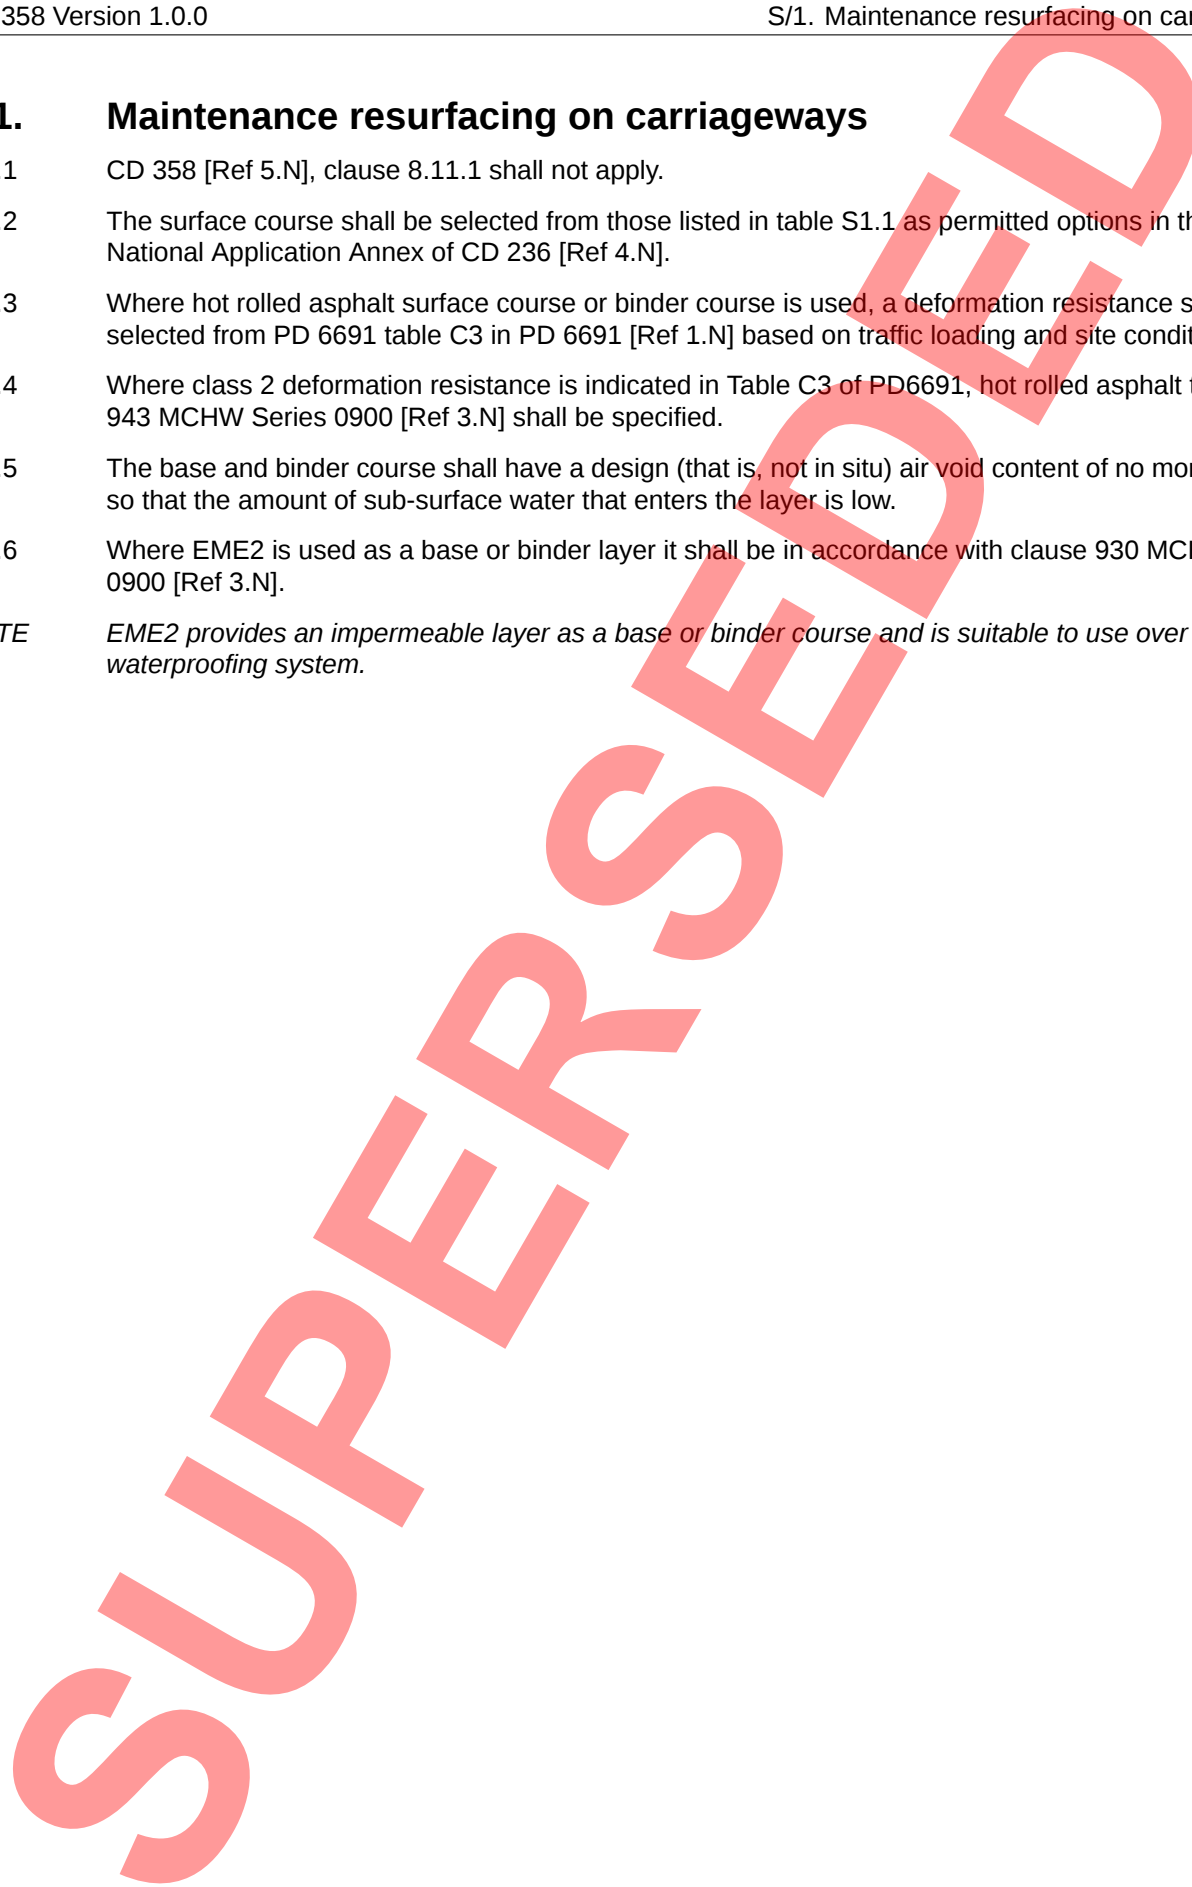 358 Version 1.0.0 S/1. Maintenance resurfacing on car
1. Maintenance resurfacing on carriageways
.1 CD 358 [Ref 5.N], clause 8.11.1 shall not apply.
.2 The surface course shall be selected from those listed in table S1.1 as permitted options in th
National Application Annex of CD 236 [Ref 4.N].
.3 Where hot rolled asphalt surface course or binder course is used, a deformation resistance s
selected from PD 6691 table C3 in PD 6691 [Ref 1.N] based on traffic loading and site condit
.4 Where class 2 deformation resistance is indicated in Table C3 of PD6691, hot rolled asphalt t
943 MCHW Series 0900 [Ref 3.N] shall be specified.
.5 The base and binder course shall have a design (that is, not in situ) air void content of no mor
so that the amount of sub-surface water that enters the layer is low.
.6 Where EME2 is used as a base or binder layer it shall be in accordance with clause 930 MCH
0900 [Ref 3.N].
TE EME2 provides an impermeable layer as a base or binder course and is suitable to use over
waterproofing system.
SUPERSEDED